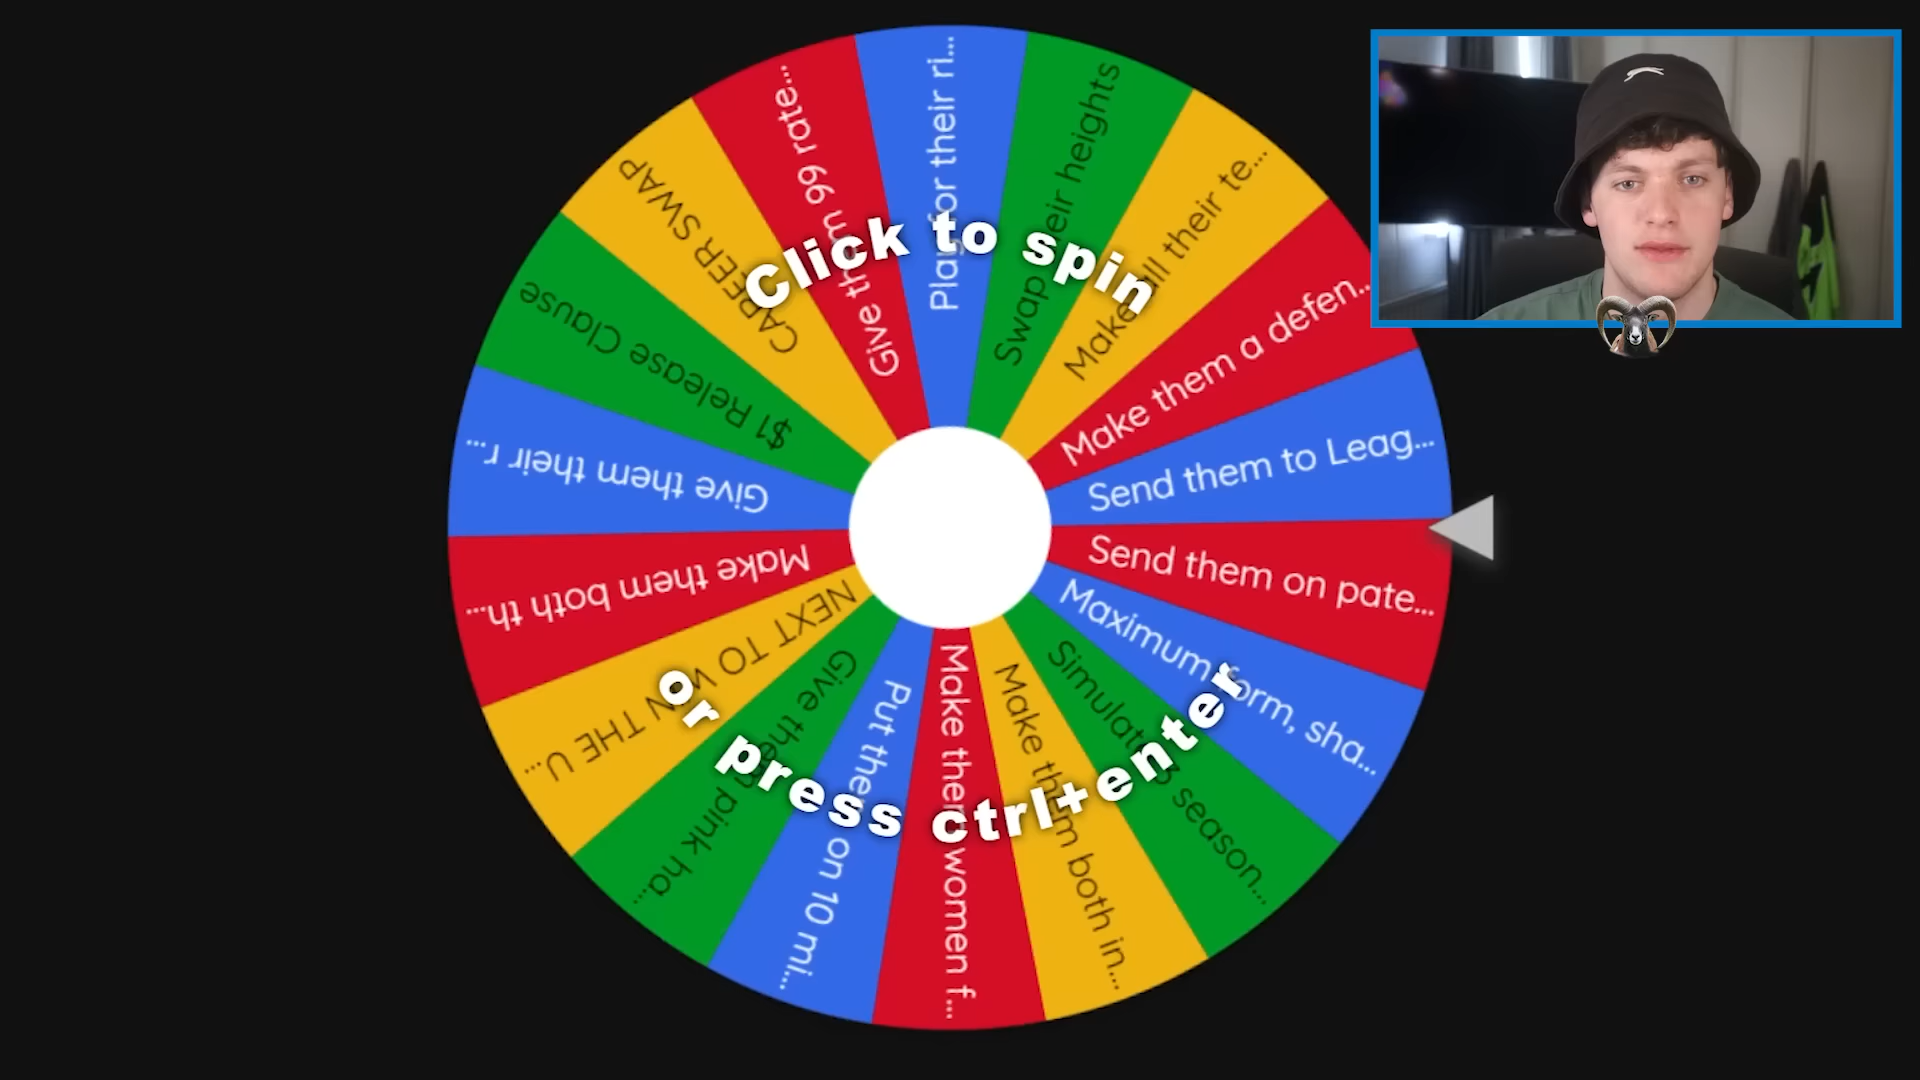 Click to spin
or press ctrl+enter
Play for their ri...
Swap their heights
Make all their te...
Make them a defen...
Send them to Leag...
Send them on pate...
Maximum form, sha...
Simulate 3 season...
Make them both in...
Make them women f...
Put them on 10 mi...
Give them pink ha...
NEXT TO WIN THE U...
Make them both th...
Give them their r...
$1 Release Clause
CAREER SWAP
Give them 99 rate...